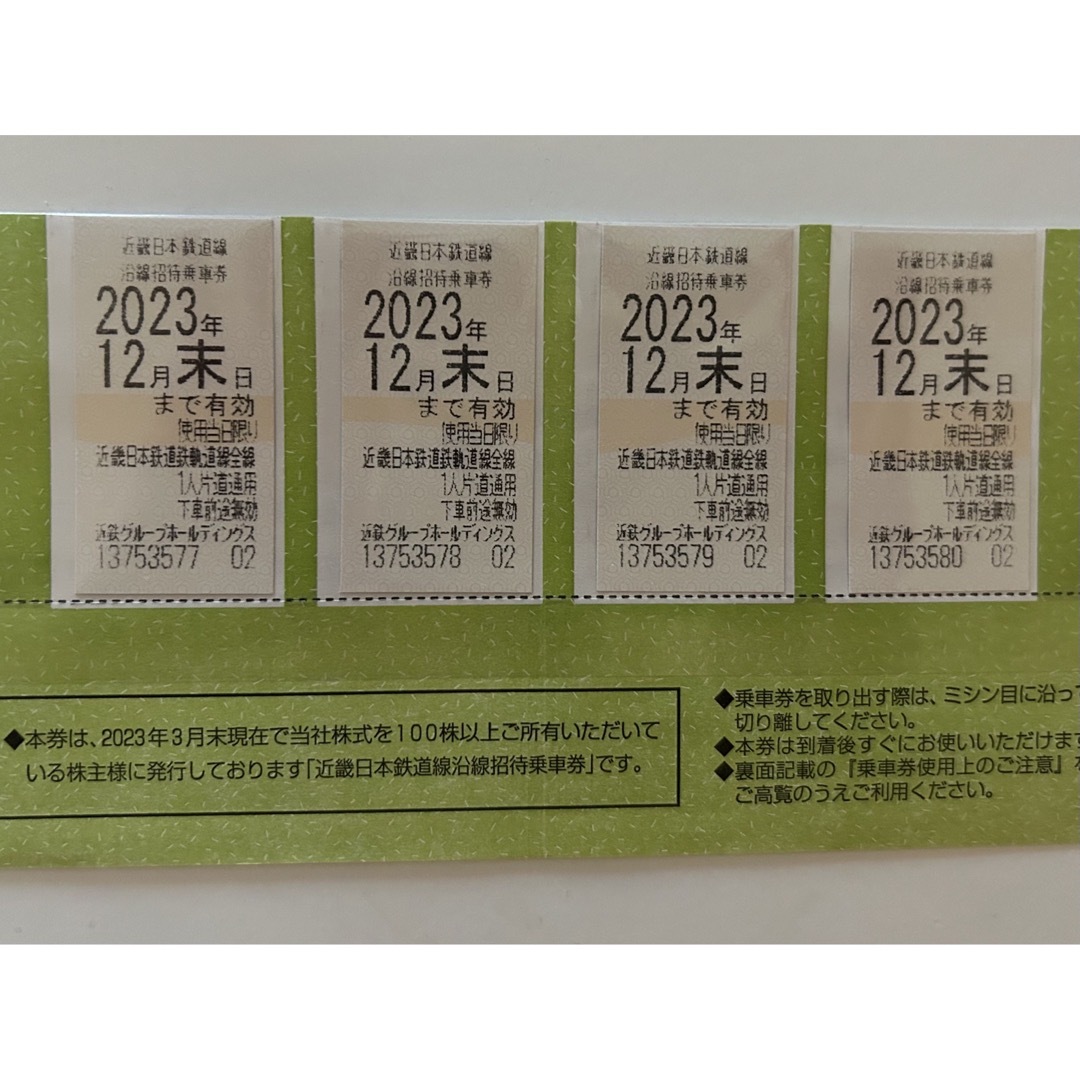 近畿日本鉄道線
沿線招待乗車券
2023年
12月末日
まで有効
使用当日限り
近畿日本鉄道鉄軌道線全線
1人片道通用
下車前途無効
近鉄グループホールディングス
13753577 02
近畿日本鉄道線
沿線招待乗車券
2023年
12月末日
まで有効
使用当日限り
近畿日本鉄道鉄軌道線全線
1人片道通用
下車前途無効
近鉄グループホールディングス
13753578 02
近畿日本鉄道線
沿線招待乗車券
2023年
12月末日
まで有効
使用当日限り
近畿日本鉄道鉄軌道線全線
1人片道通用
下車前途無効
近鉄グループホールディングス
13753579 02
近畿日本鉄道線
沿線招待乗車券
2023年
12月末日
まで有効
使用当日限り
近畿日本鉄道鉄軌道線全線
1人片道通用
下車前途無効
近鉄グループホールディングス
13753580 02
◆本券は、2023年3月末現在で当社株式を100株以上ご所有いただいて
いる株主様に発行しております「近畿日本鉄道線沿線招待乗車券」です。
◆乗車券を取り出す際は、ミシン目に沿って
切り離してください。
◆本券は到着後すぐにお使いいただけます
◆裏面記載の『乗車券使用上のご注意』を
ご高覧のうえご利用ください。